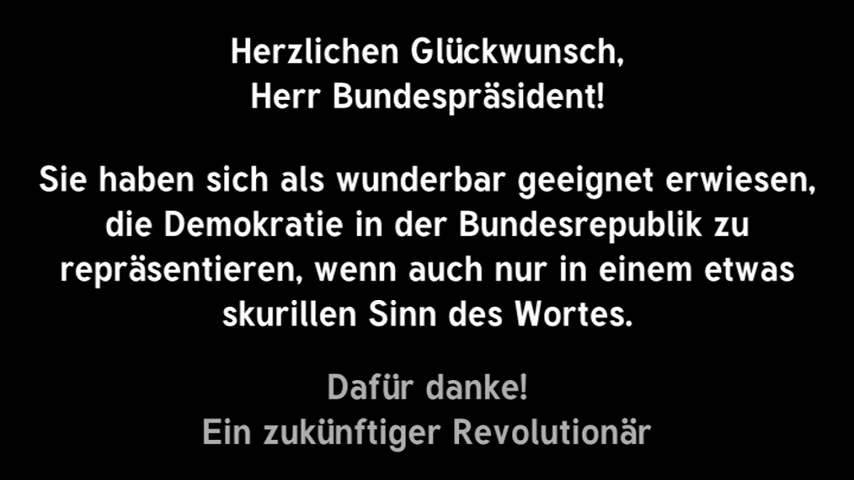 Herzlichen Glückwunsch,
Herr Bundespräsident!
Sie haben sich als wunderbar geeignet erwiesen,
die Demokratie in der Bundesrepublik zu
repräsentieren, wenn auch nur in einem etwas
skurillen Sinn des Wortes.
Dafür danke!
Ein zukünftiger Revolutionär